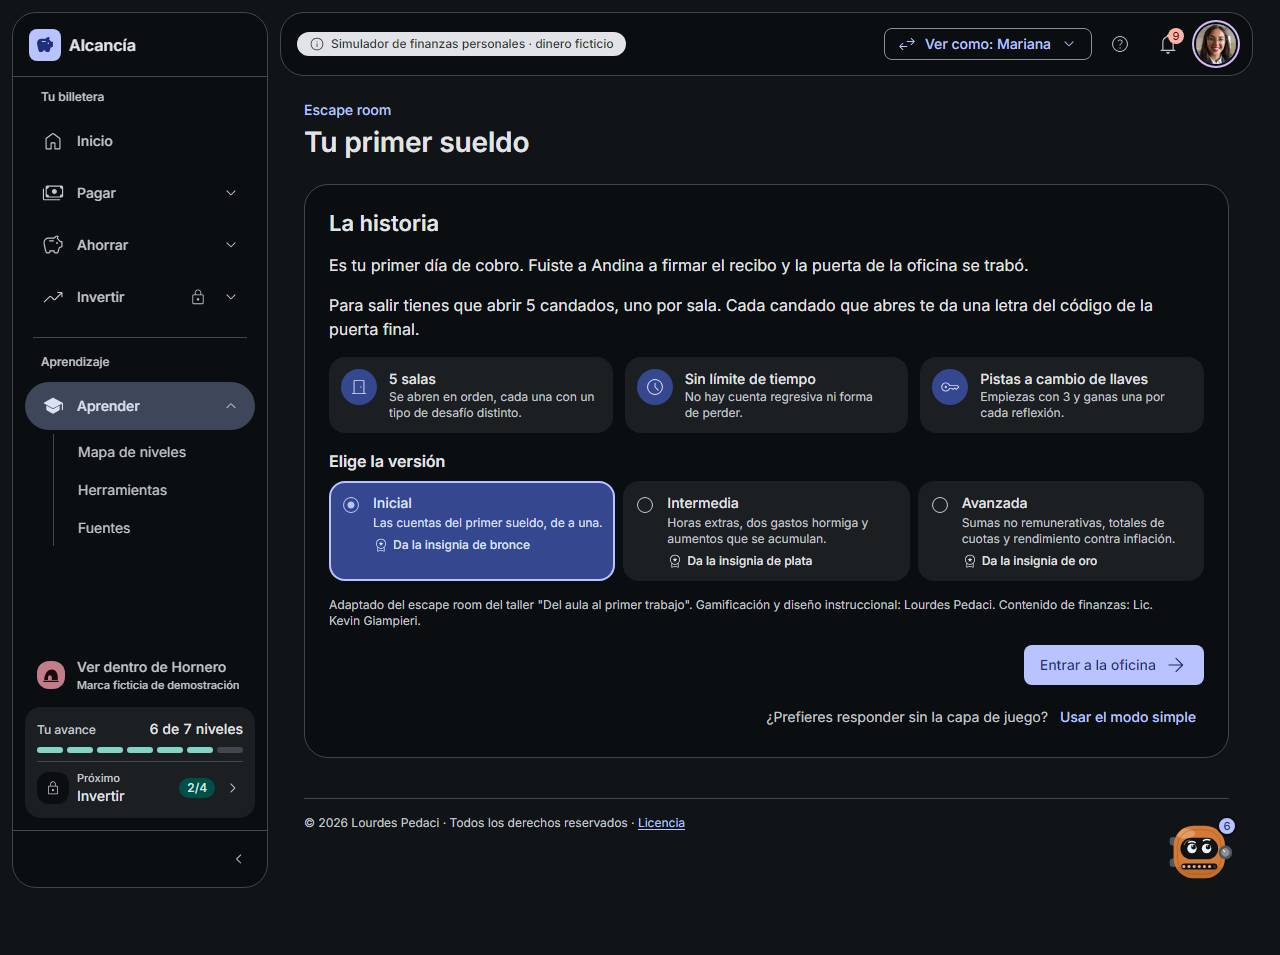 Alcancía
Simulador de finanzas personales · dinero ficticio
Ver como: Mariana
9
Tu billetera
Inicio
Pagar
Ahorrar
Invertir
Aprendizaje
Aprender
Mapa de niveles
Herramientas
Fuentes
Ver dentro de Hornero
Marca ficticia de demostración
Tu avance
6 de 7 niveles
Próximo
Invertir
2/4
Escape room
Tu primer sueldo
La historia
Es tu primer día de cobro. Fuiste a Andina a firmar el recibo y la puerta de la oficina se trabó.
Para salir tienes que abrir 5 candados, uno por sala. Cada candado que abres te da una letra del código de la
puerta final.
5 salas
Se abren en orden, cada una con un
tipo de desafío distinto.
Sin límite de tiempo
No hay cuenta regresiva ni forma
de perder.
Pistas a cambio de llaves
Empiezas con 3 y ganas una por
cada reflexión.
Elige la versión
Inicial
Las cuentas del primer sueldo, de a una.
Da la insignia de bronce
Intermedia
Horas extras, dos gastos hormiga y
aumentos que se acumulan.
Da la insignia de plata
Avanzada
Sumas no remunerativas, totales de
cuotas y rendimiento contra inflación.
Da la insignia de oro
Adaptado del escape room del taller "Del aula al primer trabajo". Gamificación y diseño instruccional: Lourdes Pedaci. Contenido de finanzas: Lic.
Kevin Giampieri.
Entrar a la oficina
¿Prefieres responder sin la capa de juego? Usar el modo simple
© 2026 Lourdes Pedaci · Todos los derechos reservados · Licencia
6